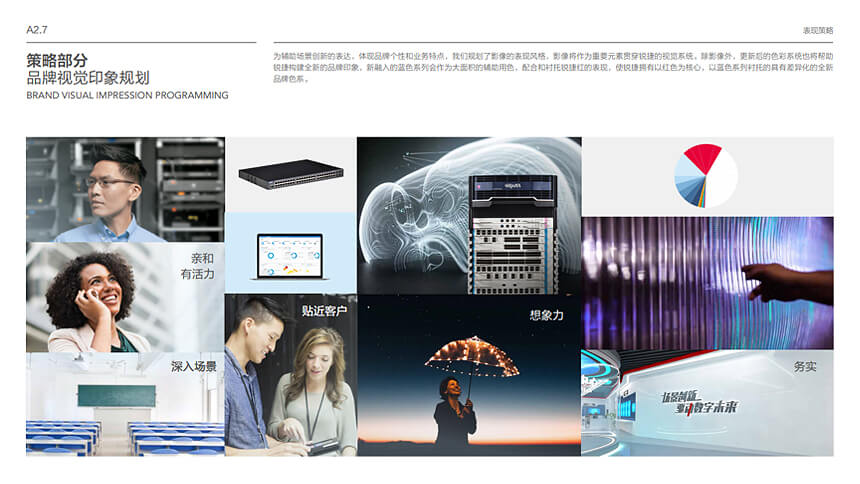 A2.7
表现策略
策略部分
品牌视觉印象规划
BRAND VISUAL IMPRESSION PROGRAMMING
为辅助场景创新的表达，体现品牌个性和业务特点，我们规划了影像的表现风格，影像将作为重要元素贯穿锐捷的视觉系统。除影像外，更新后的色彩系统也将帮助
锐捷构建全新的品牌印象，新融入的蓝色系列会作为大面积的辅助用色，配合和衬托锐捷红的表现，使锐捷拥有以红色为核心，以蓝色系列衬托的具有差异化的全新
品牌色系。
亲和
有活力
贴近客户
想象力
深入场景
务实
场景创新
驱动数字未来